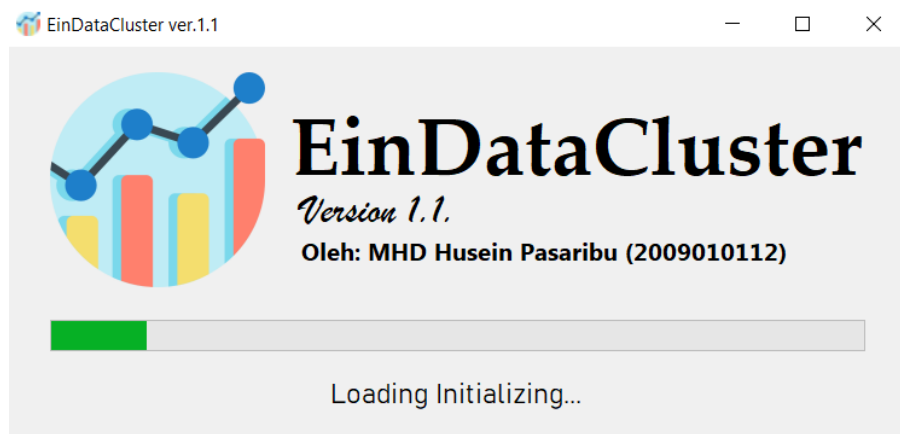 EinDataCluster ver.1.1
EinDataCluster
Version 1.1.
Oleh: MHD Husein Pasaribu (2009010112)
Loading Initializing...